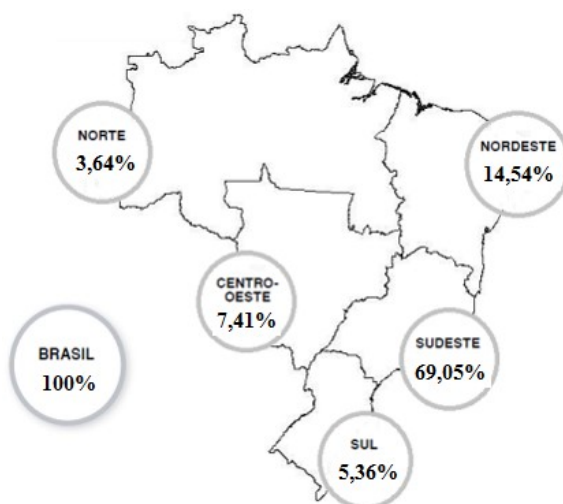 NORTE
3,64%
NORDESTE
14,54%
CENTRO-
OESTE
7,41%
BRASIL
100%
SUDESTE
69,05%
SUL
5,36%